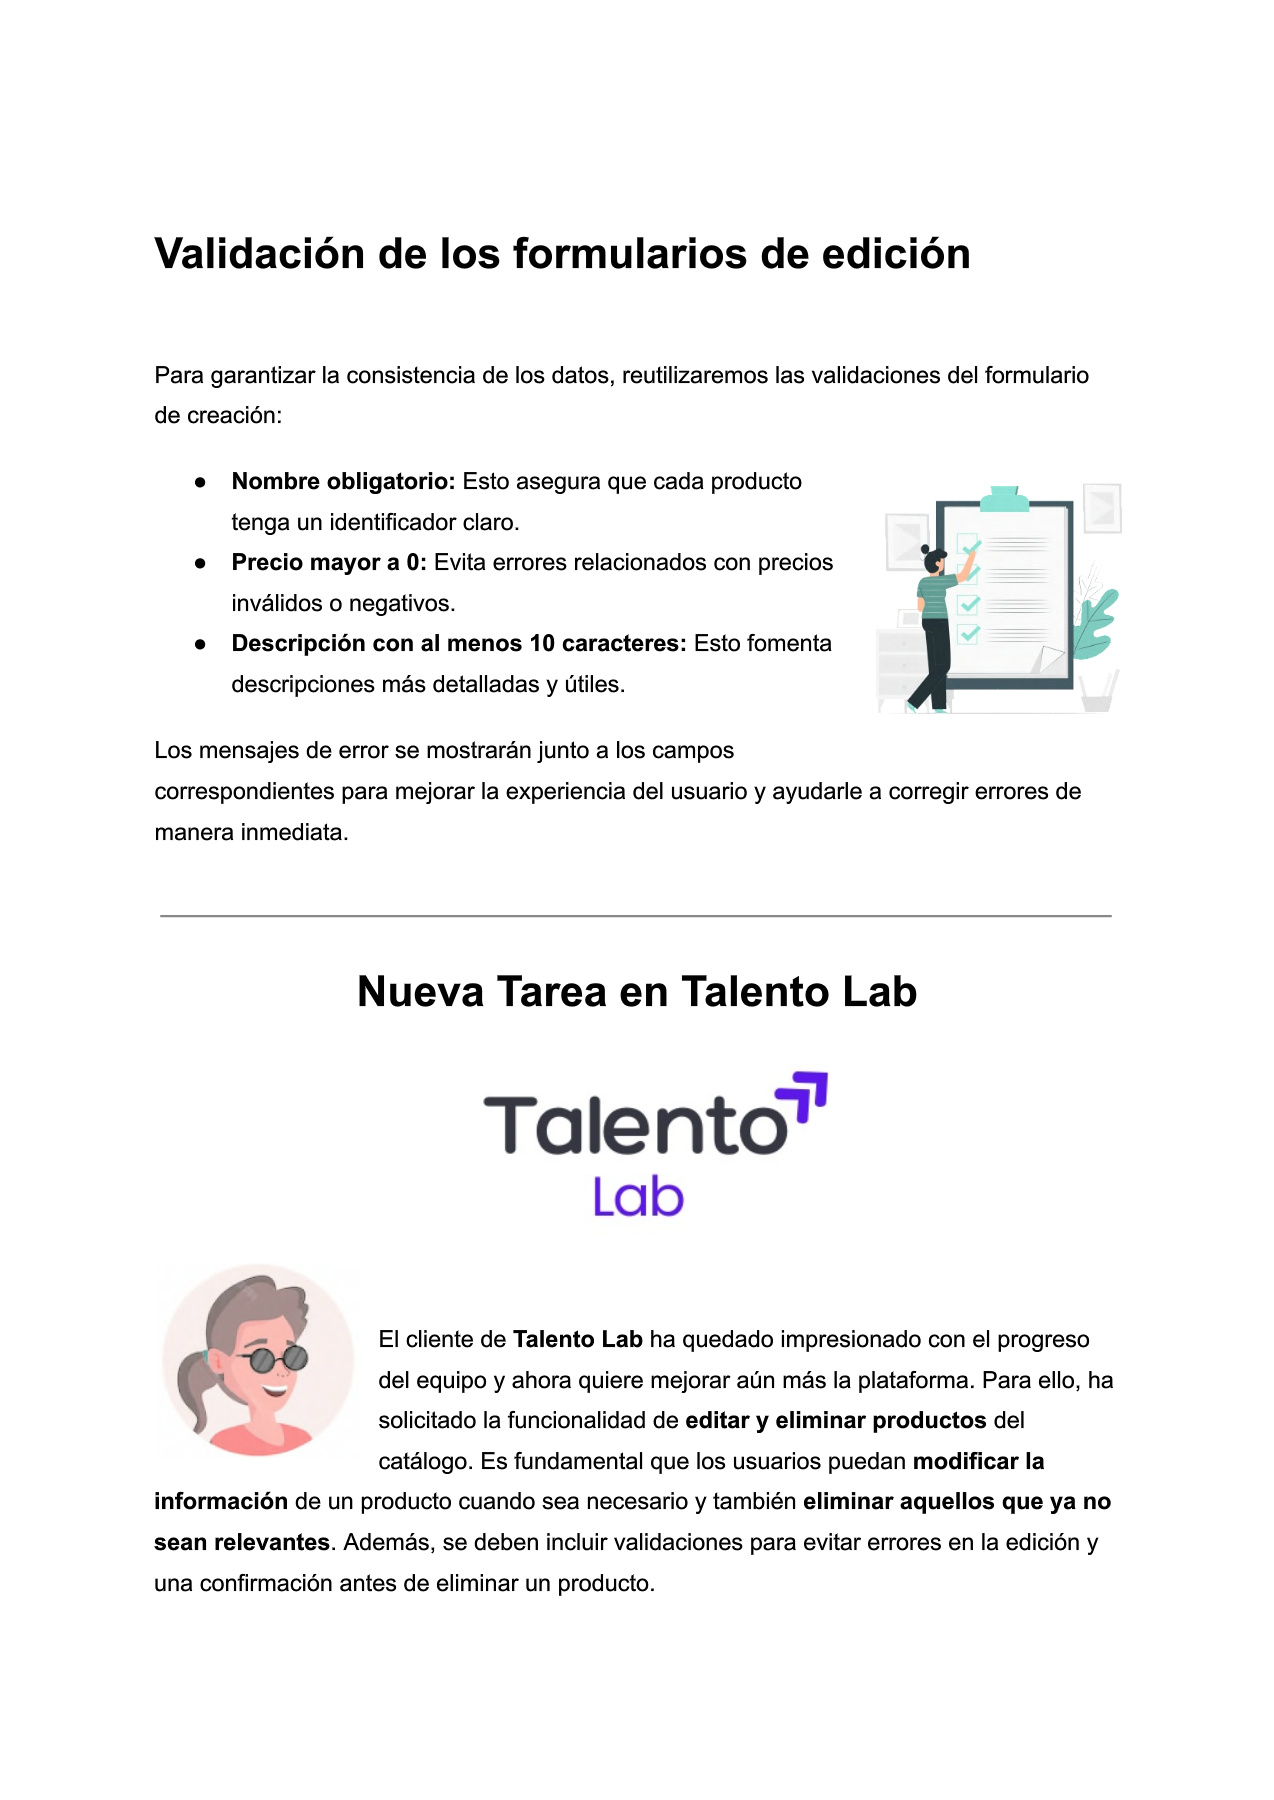 Validación de los formularios de edición
Para garantizar la consistencia de los datos, reutilizaremos las validaciones del formulario
de creación:
● Nombre obligatorio: Esto asegura que cada producto
tenga un identificador claro.
● Precio mayor a 0: Evita errores relacionados con precios
inválidos o negativos.
● Descripción con al menos 10 caracteres: Esto fomenta
descripciones más detalladas y útiles.
Los mensajes de error se mostrarán junto a los campos
correspondientes para mejorar la experiencia del usuario y ayudarle a corregir errores de
manera inmediata.
Nueva Tarea en Talento Lab
Talento
Lab
El cliente de Talento Lab ha quedado impresionado con el progreso
del equipo y ahora quiere mejorar aún más la plataforma. Para ello, ha
solicitado la funcionalidad de editar y eliminar productos del
catálogo. Es fundamental que los usuarios puedan modificar la
información de un producto cuando sea necesario y también eliminar aquellos que ya no
sean relevantes. Además, se deben incluir validaciones para evitar errores en la edición y
una confirmación antes de eliminar un producto.